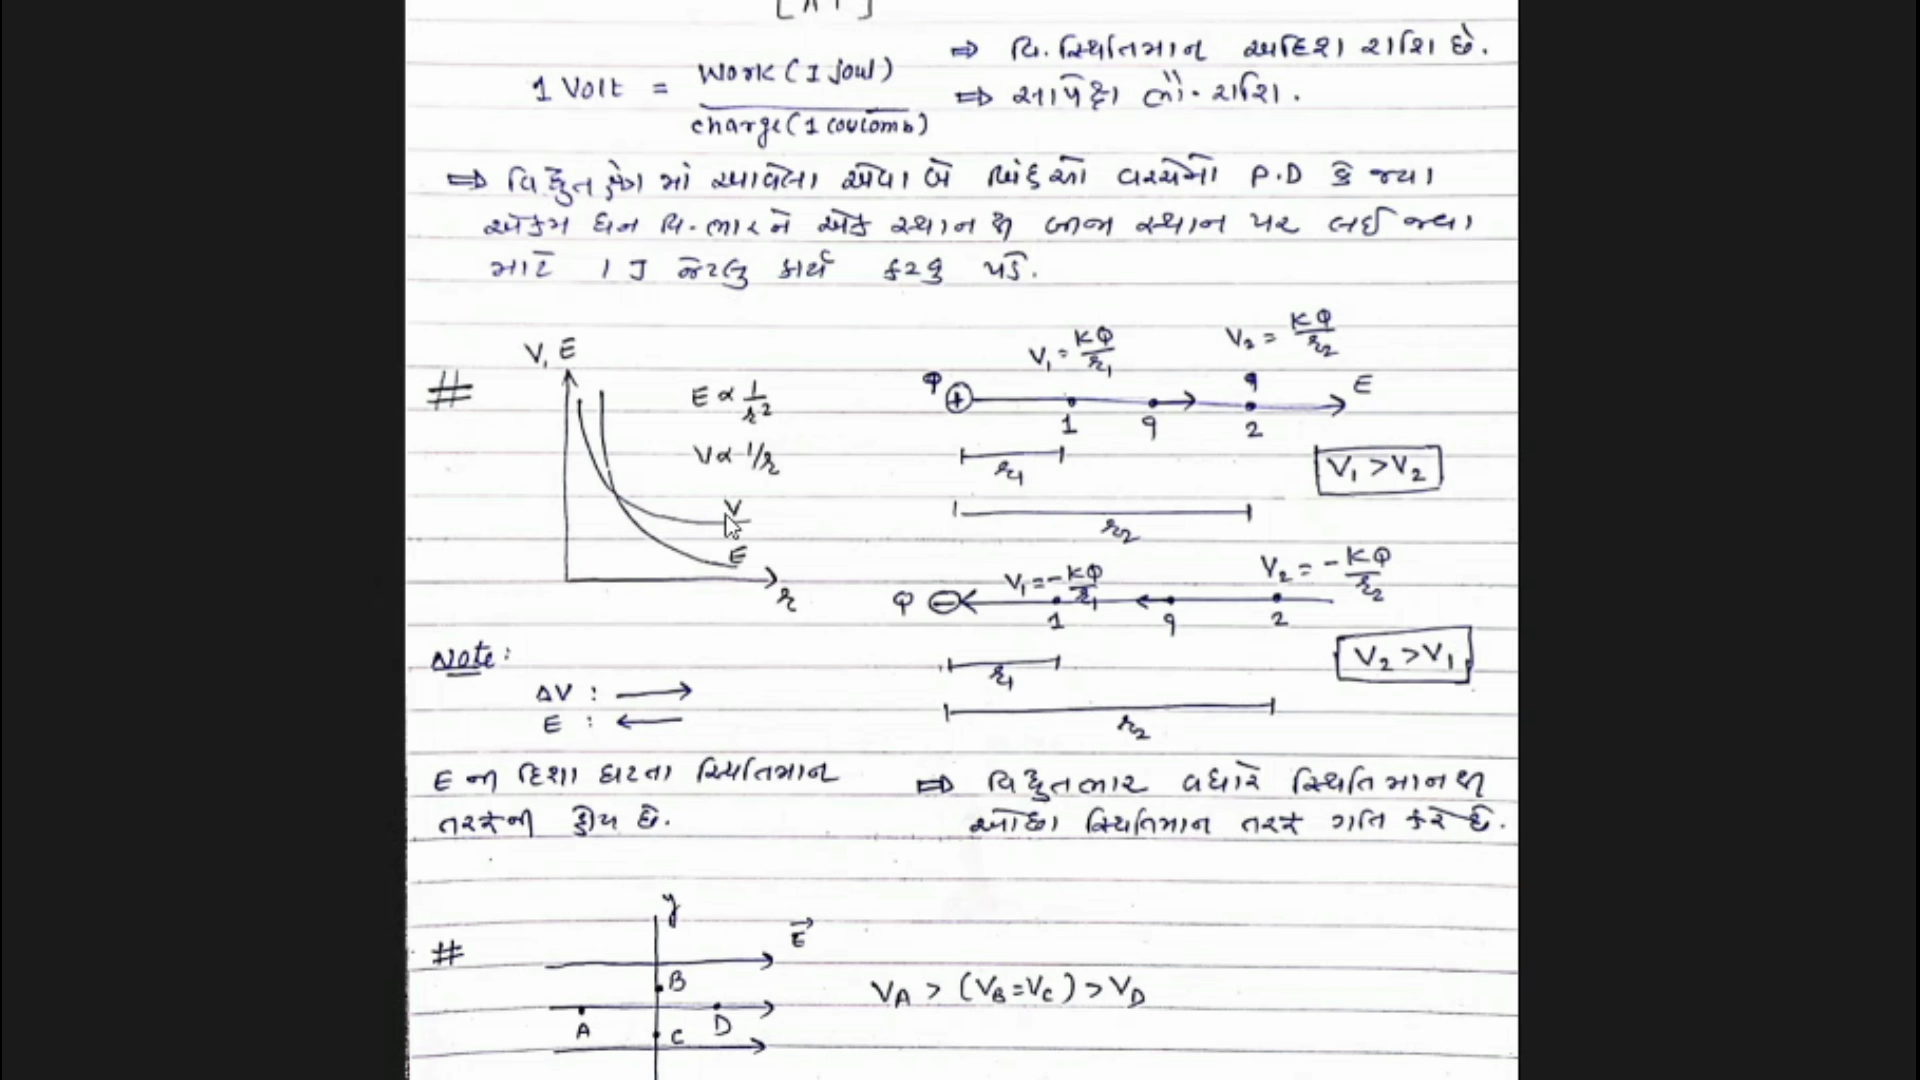 1 Volt = Work (1 joul) / charge (1 coulomb)
⇒ વિ. સ્થિતિમાન અદિશ રાશિ છે.
⇒ સાપેક્ષ ભૌ. રાશિ.
⇒ વિદ્યુતક્ષેત્ર માં આવેલા એવા બે બિંદુઓ વચ્ચેનો P.D કે જ્યા
એકમ ધન વિ. ભાર ને એક સ્થાન થી બીજા સ્થાન પર લઈ જવા
માટે 1 J જેટલુ કાર્ય કરવુ પડે.
# V, E
E ∝ 1/r²
V ∝ 1/r
V
E
r
V₁ = KQ/r₁
V₂ = KQ/r₂
Q + 1 q 2 q E
r₁
V₁ > V₂
r₂
V₁ = -KQ/r₁
V₂ = -KQ/r₂
Q - 1 q 2
r₁
V₂ > V₁
r₂
Note:
ΔV : →
E : ←
E ની દિશા ઘટતા સ્થિતિમાન
તરફની હોય છે.
⇒ વિદ્યુતભાર વધારે સ્થિતિમાન થી
ઓછા સ્થિતિમાન તરફ ગતિ કરે છે.
# y E⃗
B
A D
C
V_A > (V_B = V_C) > V_D